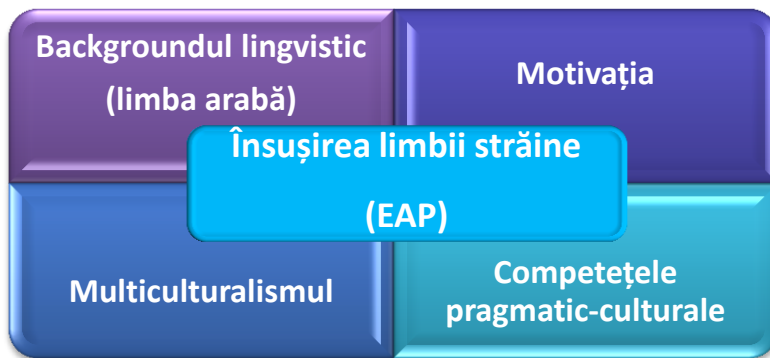 Backgroundul lingvistic
(limba arabă)
Motivația
Însușirea limbii străine
(EAP)
Multiculturalismul
Competețele
pragmatic-culturale